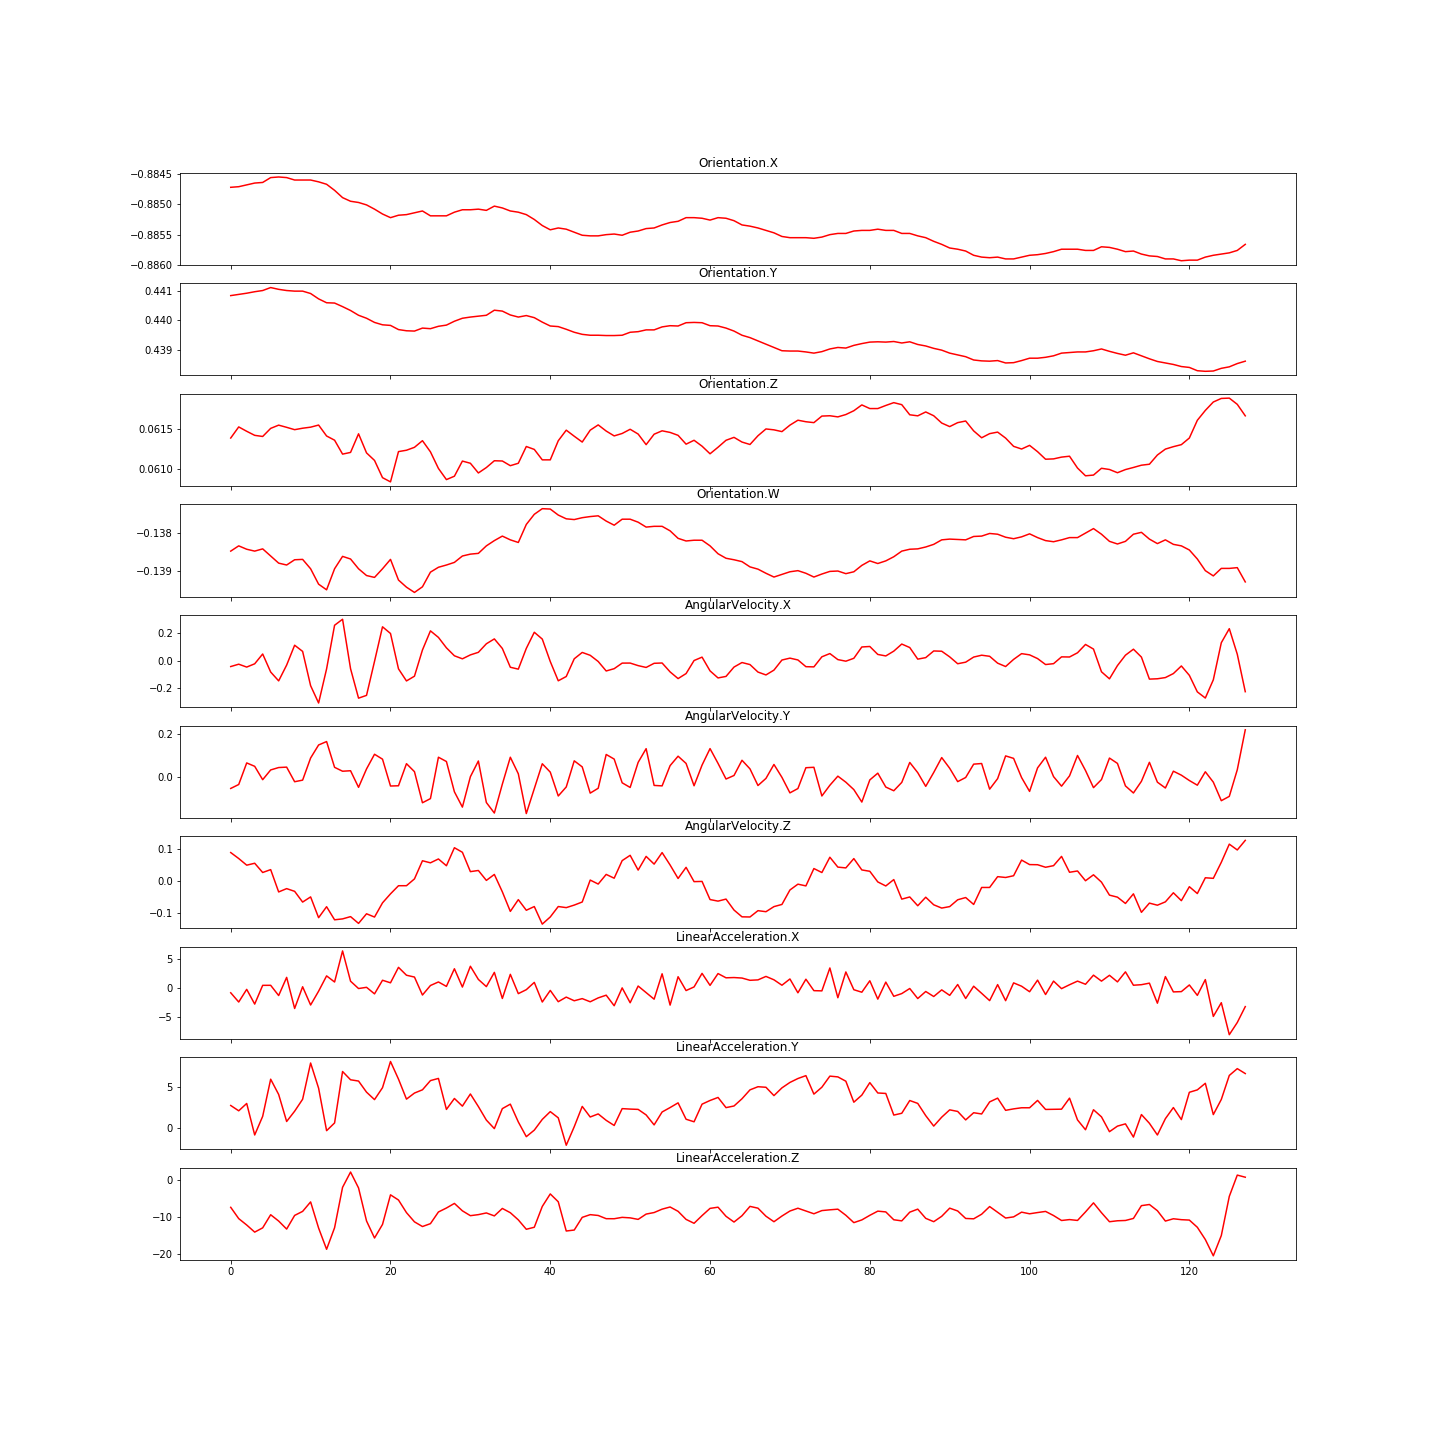 Orientation.X
−0.8845
−0.8850
−0.8855
−0.8860
Orientation.Y
0.441
0.440
0.439
Orientation.Z
0.0615
0.0610
Orientation.W
−0.138
−0.139
AngularVelocity.X
0.2
0.0
−0.2
AngularVelocity.Y
0.2
0.0
AngularVelocity.Z
0.1
0.0
−0.1
LinearAcceleration.X
5
0
−5
LinearAcceleration.Y
5
0
LinearAcceleration.Z
0
−10
−20
0 20 40 60 80 100 120